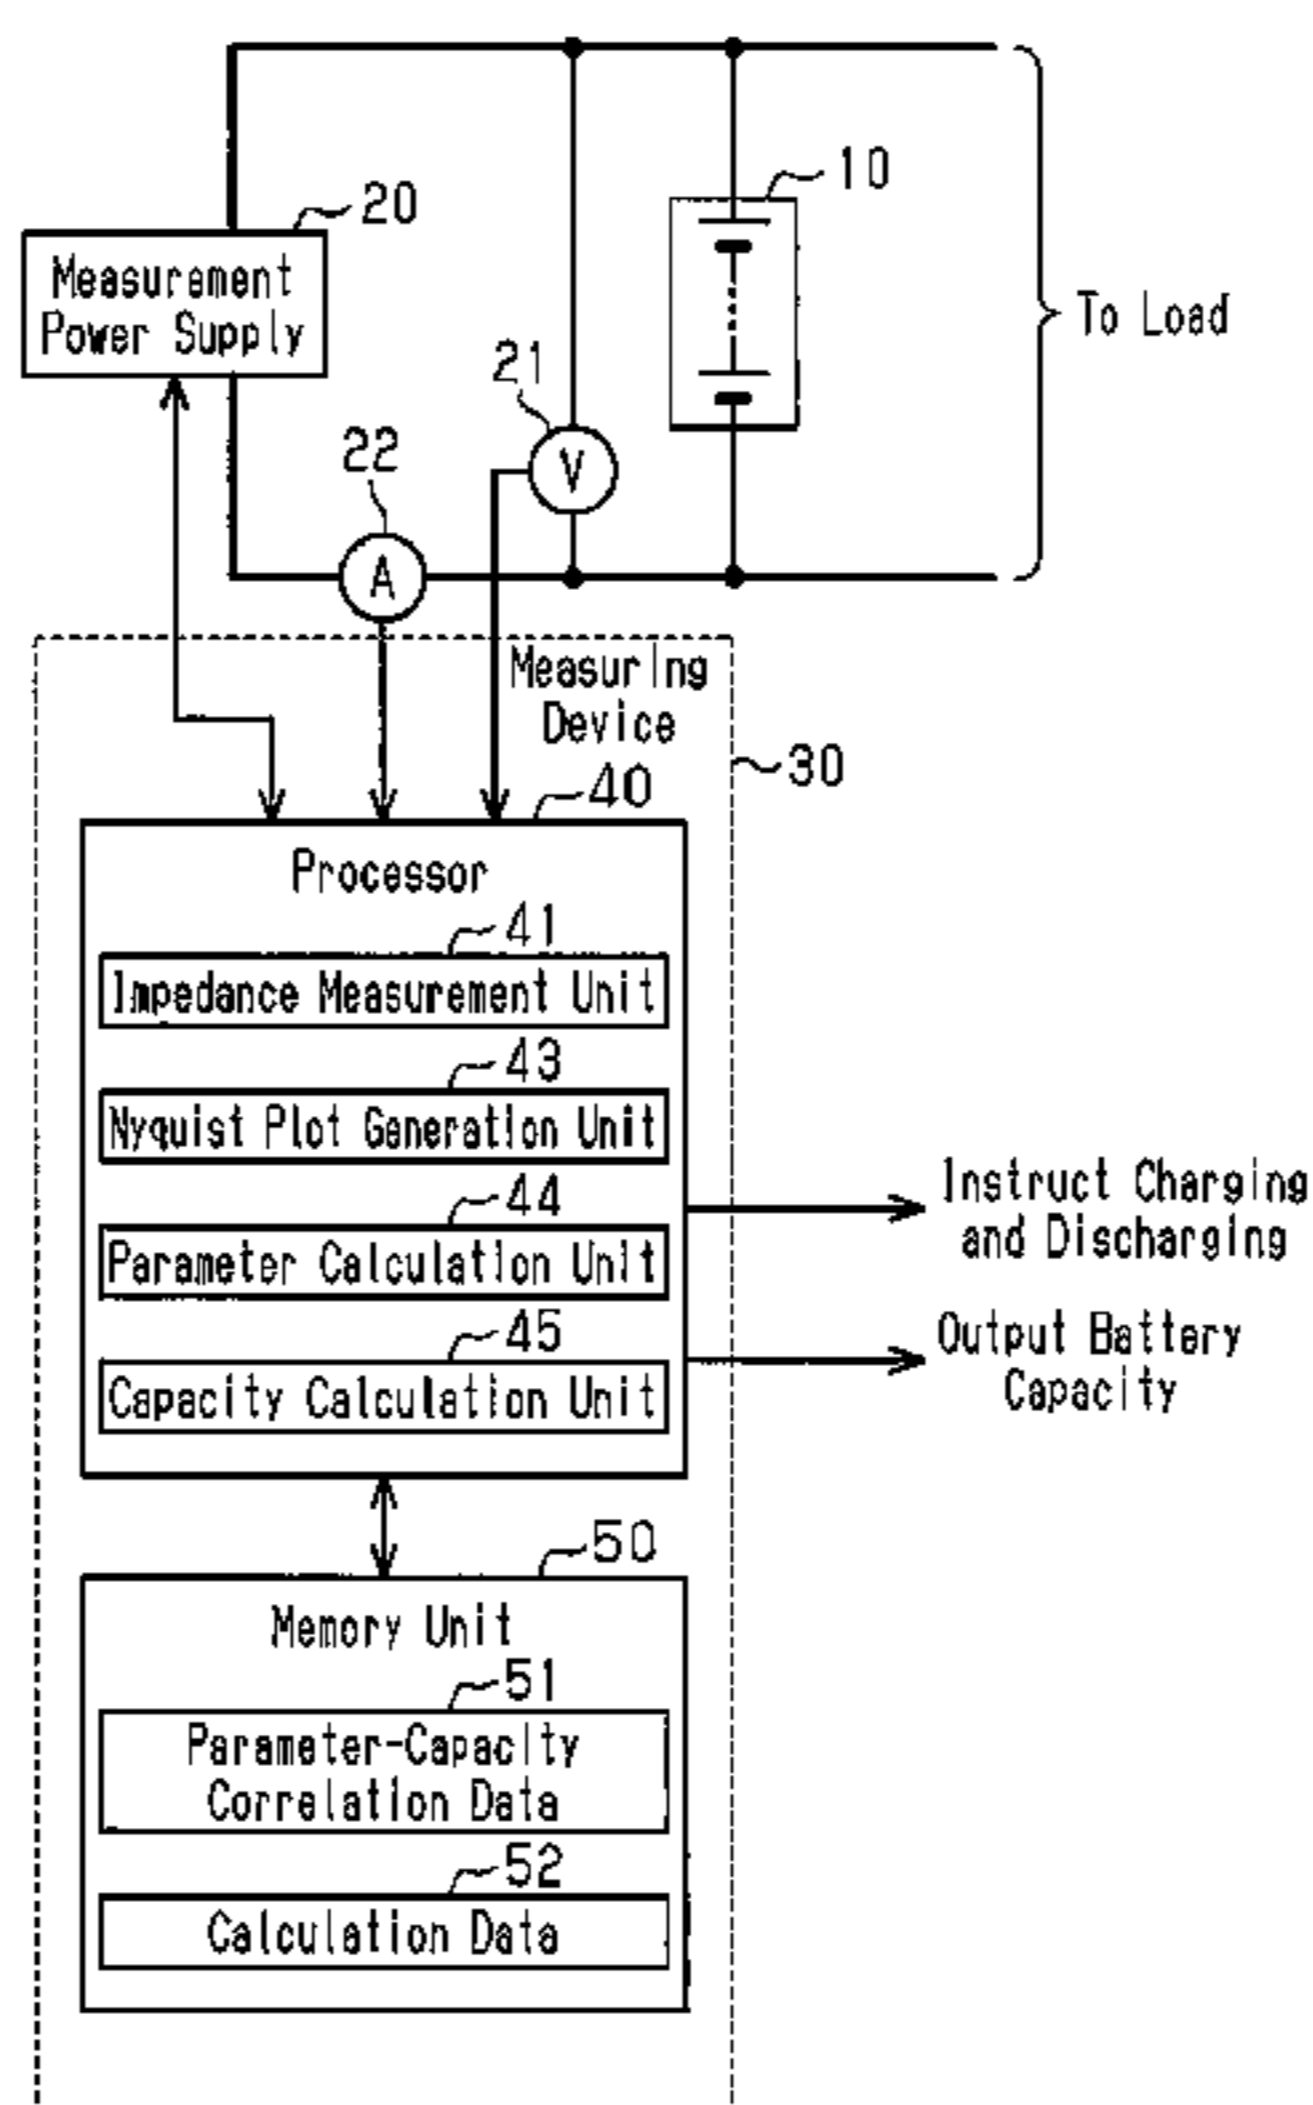 10
20
Measurement
Power Supply
To Load
21
V
22
A
Measuring
Device
30
40
Processor
41
Impedance Measurement Unit
43
Nyquist Plot Generation Unit
44
Parameter Calculation Unit
45
Capacity Calculation Unit
Instruct Charging
and Discharging
Output Battery
Capacity
50
Memory Unit
51
Parameter-Capacity
Correlation Data
52
Calculation Data